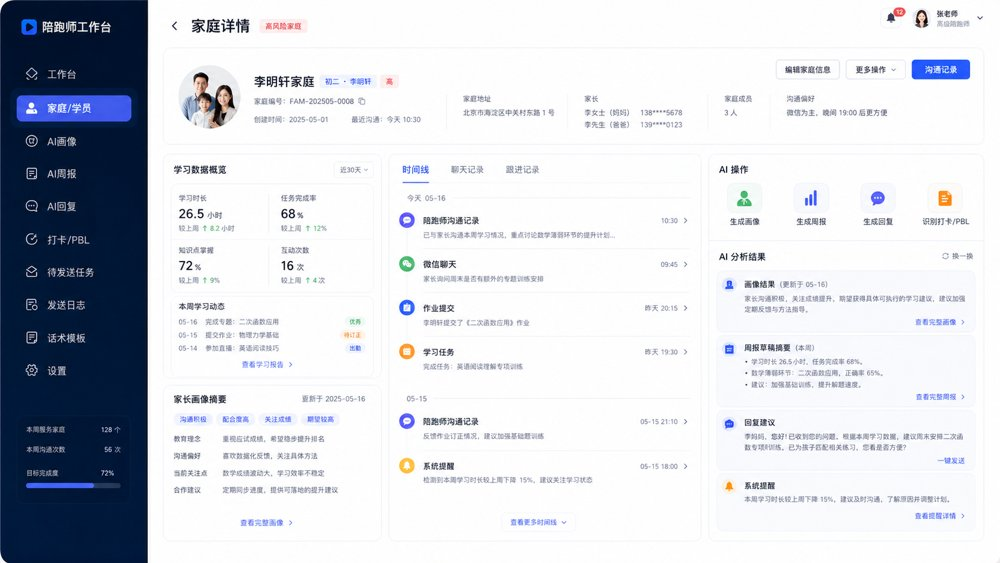 陪跑师工作台
工作台
家庭/学员
AI画像
AI周报
AI回复
打卡/PBL
待发送任务
发送日志
话术模板
设置
本周服务家庭 128 个
本周沟通次数 56 次
目标完成度 72%
家庭详情 高风险家庭
12
张老师
高级陪跑师
李明轩家庭 初二 · 李明轩 高
家庭编号：FAM-202505-0008
创建时间：2025-05-01 最近沟通：今天 10:30
家庭地址
北京市海淀区中关村东路 1 号
家长
李女士（妈妈） 138****5678
李先生（爸爸） 139****0123
家庭成员
3 人
沟通偏好
微信为主，晚间 19:00 后更方便
编辑家庭信息 更多操作 沟通记录
学习数据概览 近30天
学习时长
26.5 小时
较上周 ↑ 8.2 小时
任务完成率
68 %
较上周 ↑ 12%
知识点掌握
72 %
较上周 ↑ 9%
互动次数
16 次
较上周 ↑ 4 次
本周学习动态
05-16 完成专题：二次函数应用 优秀
05-15 提交作业：物理力学基础 待订正
05-14 参加直播：英语阅读技巧 出勤
查看学习报告
家长画像摘要 更新于 2025-05-16
沟通积极 配合度高 关注成绩 期望较高
教育理念 重视应试成绩，希望稳步提升排名
沟通偏好 喜欢数据化反馈，关注具体方法
当前关注点 数学成绩波动大，学习效率不稳定
合作建议 定期同步进度，提供可落地的提升建议
查看完整画像
时间线 聊天记录 跟进记录
今天 05-16
陪跑师沟通记录 10:30
已与家长沟通本周学习情况，重点讨论数学薄弱环节的提升计划...
微信聊天 09:45
家长询问周末是否有额外的专题训练安排
作业提交 昨天 20:15
李明轩提交了《二次函数应用》作业
学习任务 昨天 19:30
完成任务：英语阅读理解专项训练
05-15
陪跑师沟通记录 05-15 21:10
反馈作业订正情况，建议加强基础题训练
系统提醒 05-15 18:00
检测到本周学习时长较上周下降 15%，建议关注学习状态
查看更多时间线
AI 操作
生成画像 生成周报 生成回复 识别打卡/PBL
AI 分析结果 换一换
画像结果（更新于 05-16）
家长沟通积极，关注成绩提升，期望获得具体可执行的学习建议，建议加强
定期反馈与方法指导。
查看完整画像
周报草稿摘要（本周）
• 学习时长 26.5小时，任务完成率 68%。
• 数学薄弱环节：二次函数应用，正确率 65%。
• 建议：加强基础训练，提升解题速度。
查看完整周报
回复建议
李妈妈，您好！已收到您的问题。根据本周学习数据，建议周末安排二次函
数专项训练。已为孩子匹配相关练习，您看是否方便？
一键发送
系统提醒
本周学习时长较上周下降 15%，建议及时沟通，了解原因并调整计划。
查看提醒详情